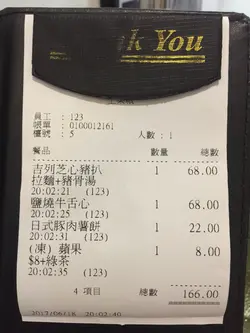 Thank You
員工 : 123
帳單 : 0100012161
檯號 : 5 人數 : 1
餐品 數量 總數
吉列芝心豬扒 1 68.00
拉麵+豬骨湯
20:02:21 (123)
鹽燒牛舌心 1 68.00
20:02:25 (123)
日式豚肉薯餅 1 22.00
20:02:31 (123)
(凍) 蘋果 1 8.00
$8+綠茶
20:02:35 (123)
4 項目 166.00
20:02:40